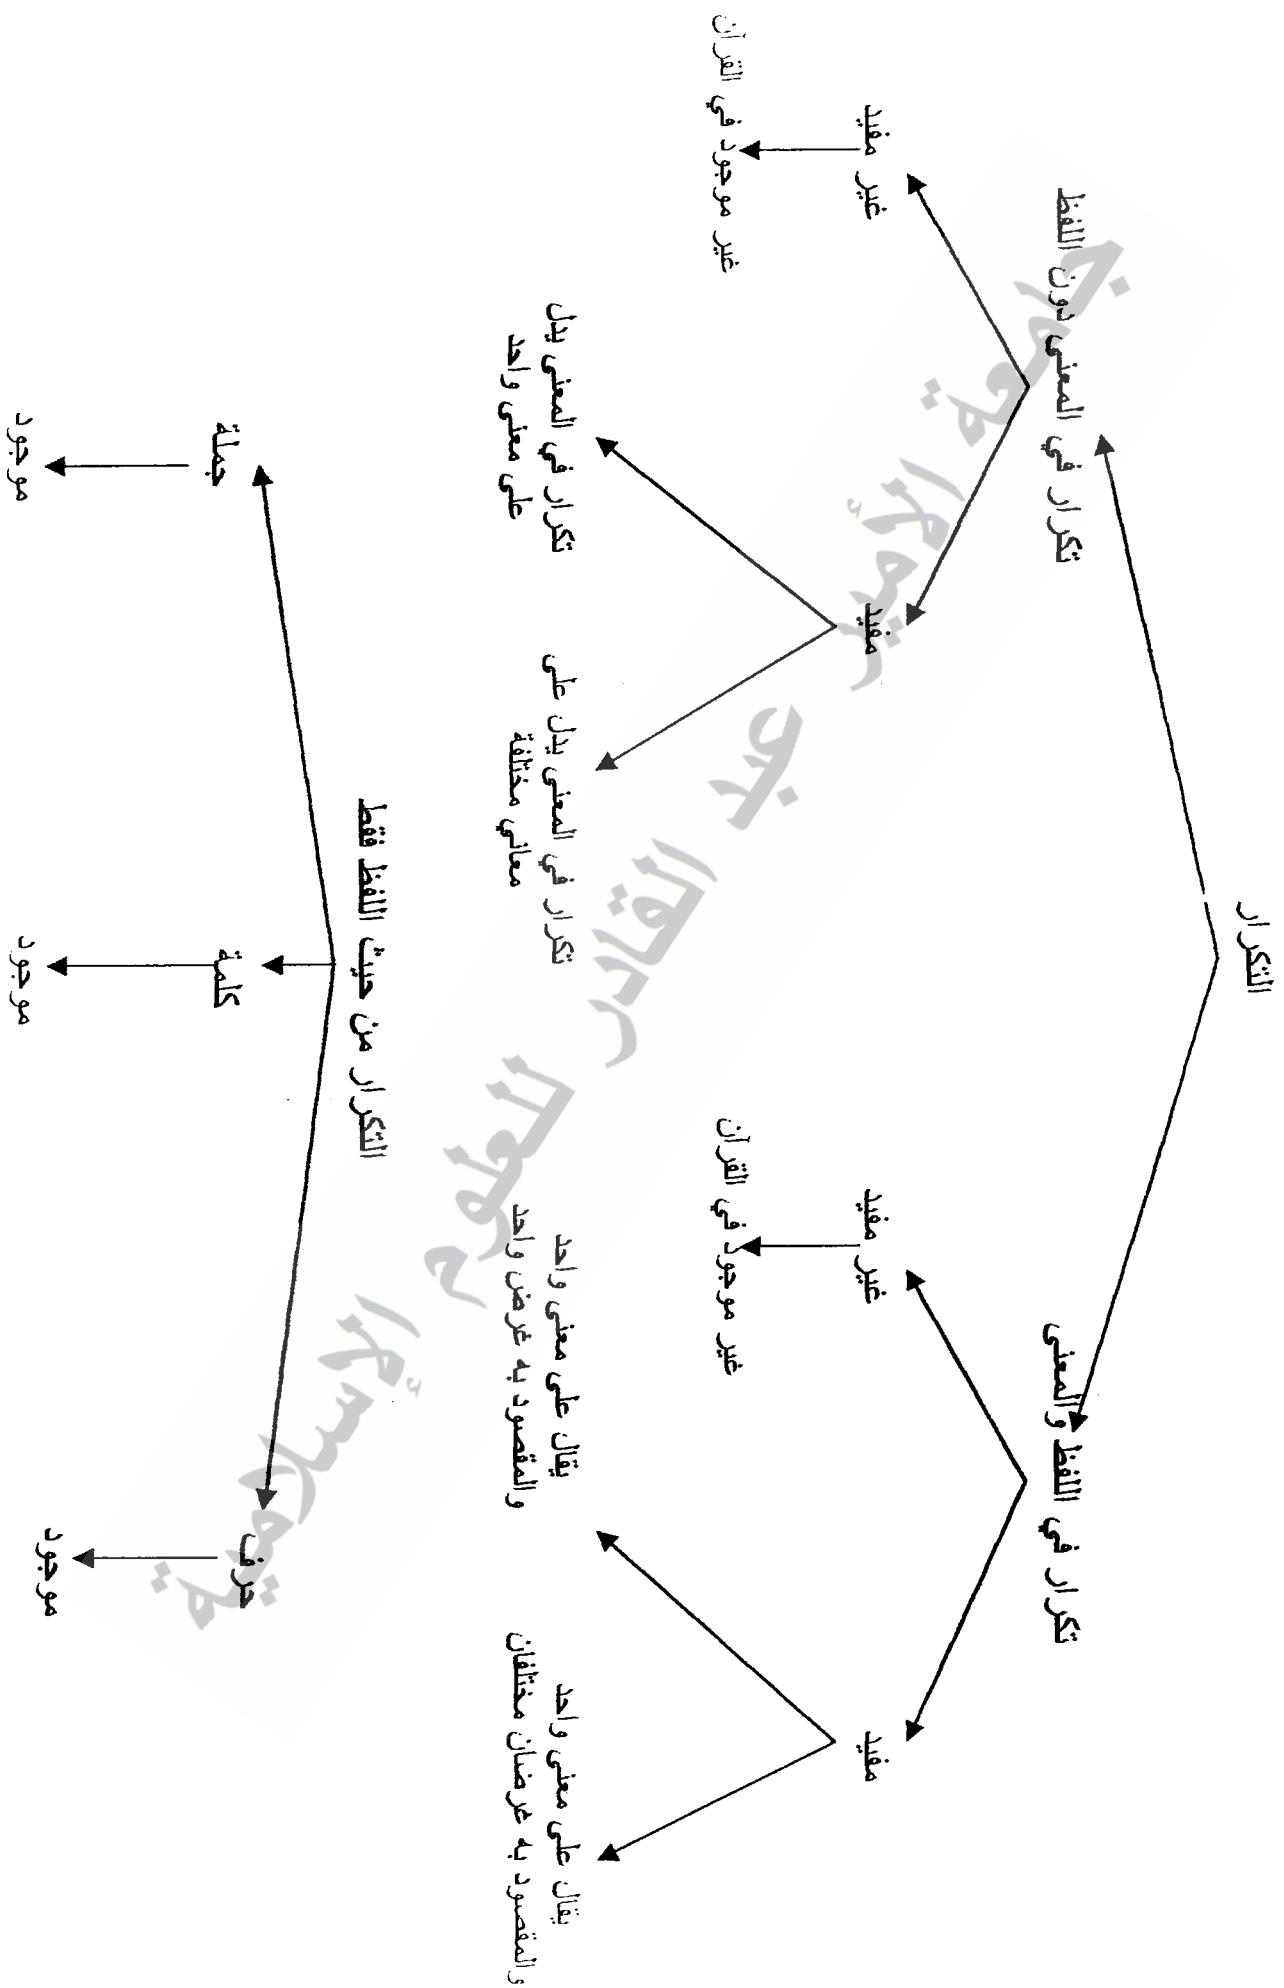 التكرار
تكرار في اللفظ والمعنى
تكرار في المعنى دون اللفظ
مفيد
غير مفيد
مفيد
غير مفيد
غير موجود في القرآن
غير موجود في القرآن
يقال على معنى واحد
والمقصود به غرضان مختلفان
يقال على معنى واحد
والمقصود به غرض واحد
تكرار في المعنى يدل على
معاني مختلفة
تكرار في المعنى يدل
على معنى واحد
التكرار من حيث اللفظ فقط
حرف
كلمة
جملة
موجود
موجود
موجود
جامعة الأمير عبد القادر للعلوم الإسلامية